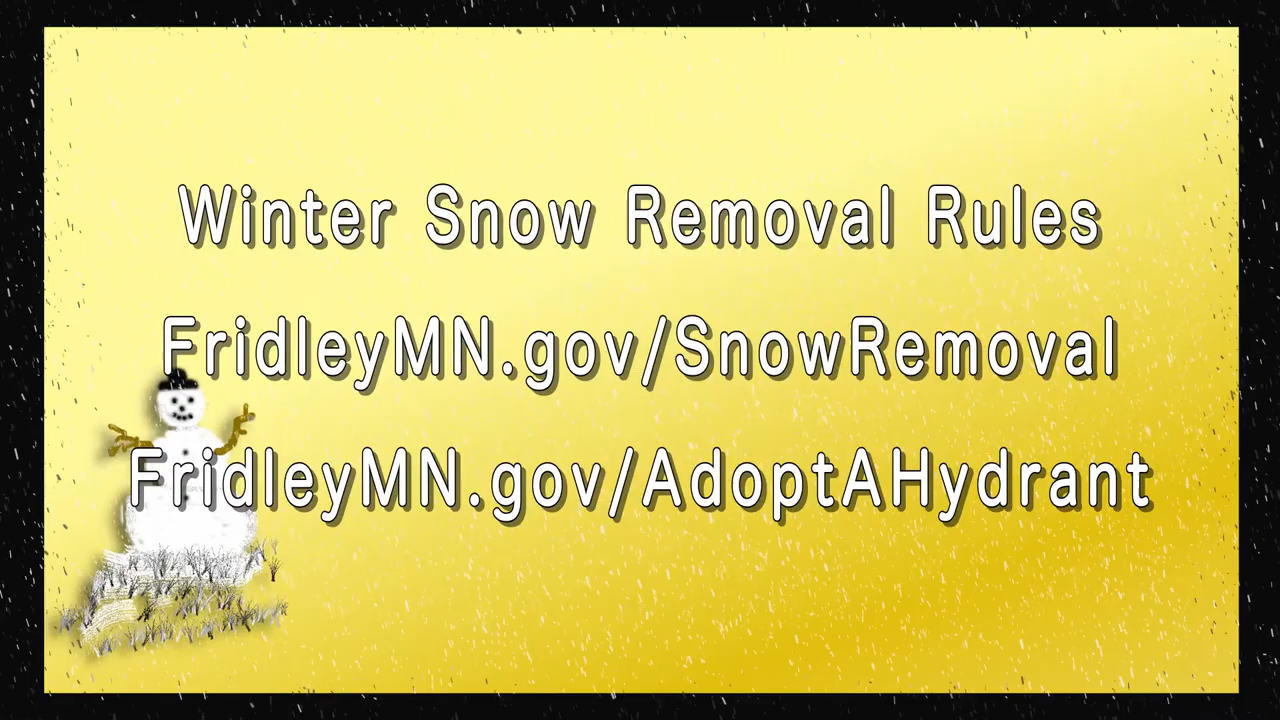 Winter Snow Removal Rules
FridleyMN.gov/SnowRemoval
FridleyMN.gov/AdoptAHydrant